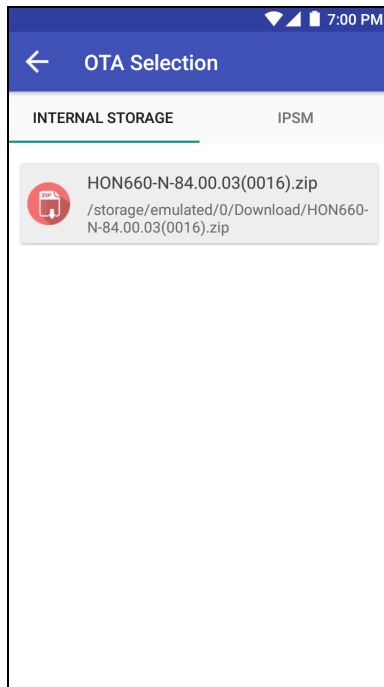 7:00 PM
OTA Selection
INTERNAL STORAGE
IPSM
HON660-N-84.00.03(0016).zip
/storage/emulated/0/Download/HON660-
N-84.00.03(0016).zip